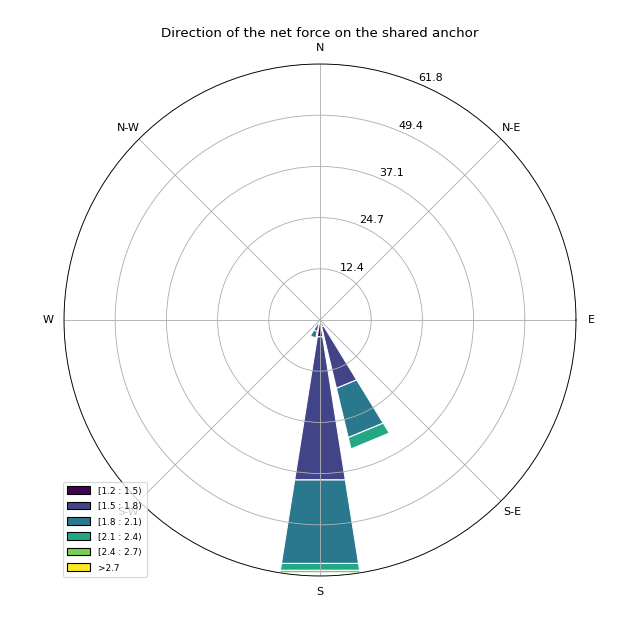 Direction of the net force on the shared anchor
N
61.8
N-W
49.4
N-E
37.1
24.7
12.4
W
E
[1.2 : 1.5)
[1.5 : 1.8)
S-W
S-E
[1.8 : 2.1)
[2.1 : 2.4)
[2.4 : 2.7)
>2.7
S